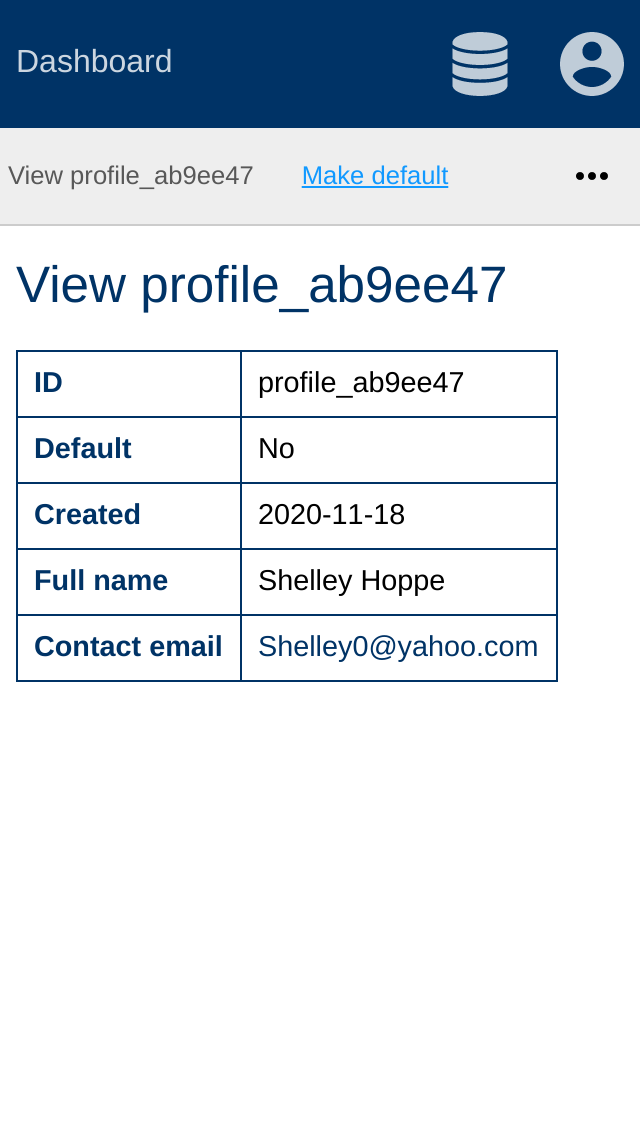 Dashboard
View profile_ab9ee47 Make default •••
View profile_ab9ee47
ID profile_ab9ee47
Default No
Created 2020-11-18
Full name Shelley Hoppe
Contact email Shelley0@yahoo.com